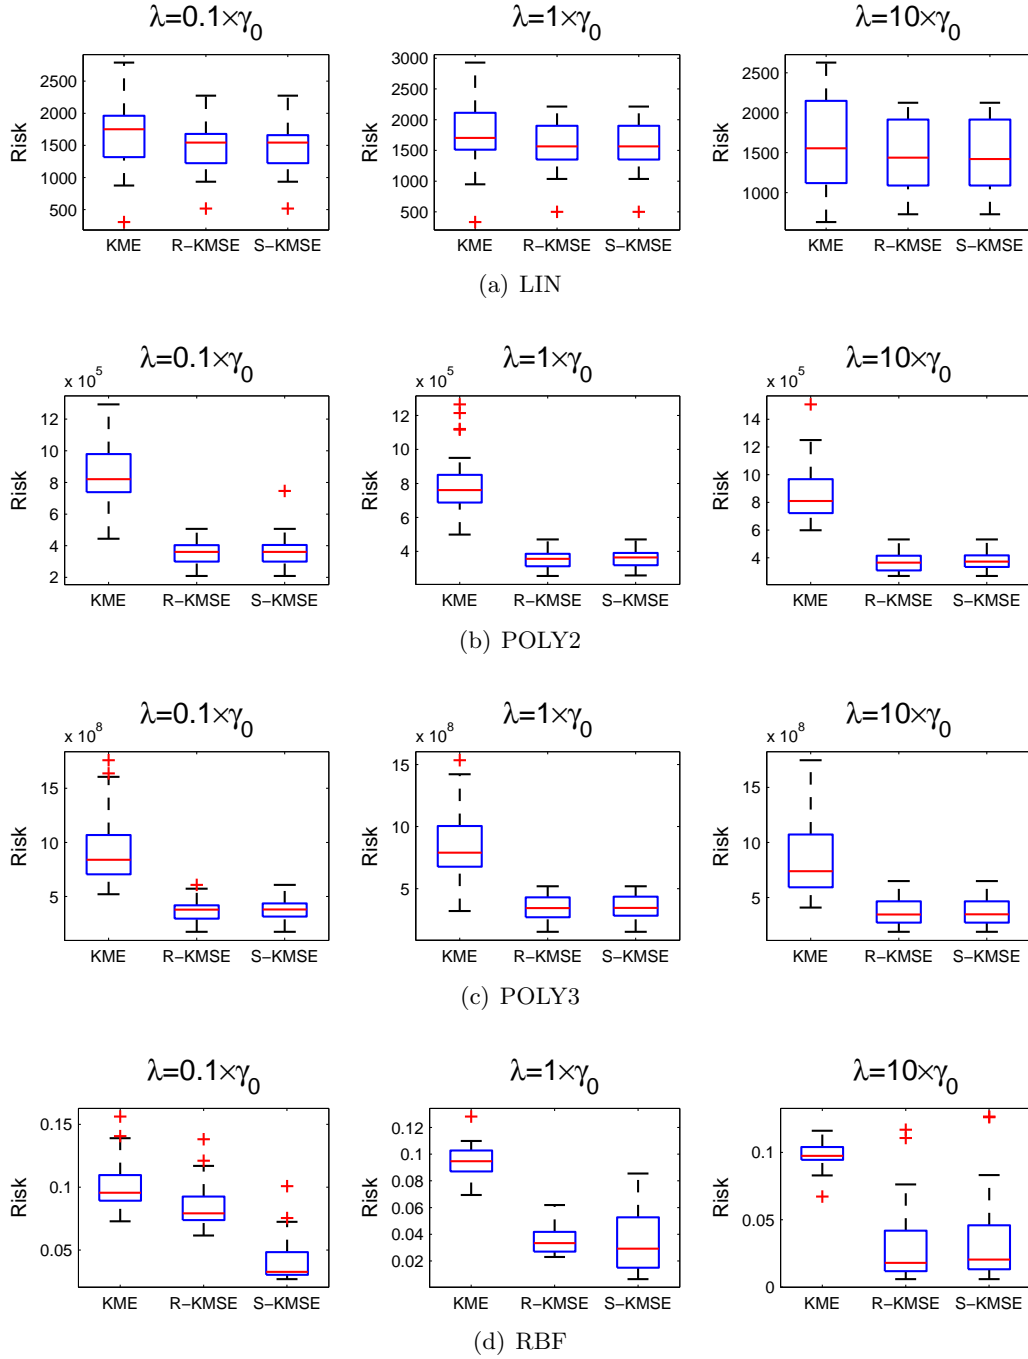 λ=0.1×γ0 λ=1×γ0 λ=10×γ0
Risk 500 1000 1500 2000 2500 KME R−KMSE S−KMSE
Risk 500 1000 1500 2000 2500 3000 KME R−KMSE S−KMSE
Risk 1000 1500 2000 2500 KME R−KMSE S−KMSE
(a) LIN
λ=0.1×γ0 λ=1×γ0 λ=10×γ0
x 10^5 x 10^5 x 10^5
Risk 2 4 6 8 10 12 KME R−KMSE S−KMSE
Risk 4 6 8 10 12 KME R−KMSE S−KMSE
Risk 4 6 8 10 12 14 KME R−KMSE S−KMSE
(b) POLY2
λ=0.1×γ0 λ=1×γ0 λ=10×γ0
x 10^8 x 10^8 x 10^8
Risk 5 10 15 KME R−KMSE S−KMSE
Risk 5 10 15 KME R−KMSE S−KMSE
Risk 5 10 15 KME R−KMSE S−KMSE
(c) POLY3
λ=0.1×γ0 λ=1×γ0 λ=10×γ0
Risk 0.05 0.1 0.15 KME R−KMSE S−KMSE
Risk 0.02 0.04 0.06 0.08 0.1 0.12 KME R−KMSE S−KMSE
Risk 0 0.05 0.1 KME R−KMSE S−KMSE
(d) RBF